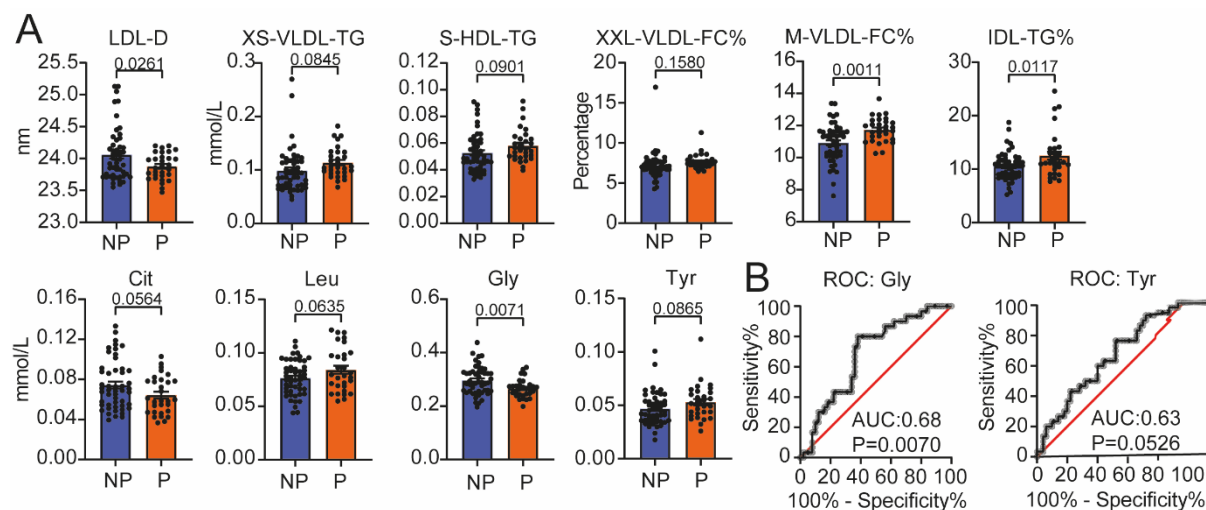 A
LDL-D
XS-VLDL-TG
S-HDL-TG
XXL-VLDL-FC%
M-VLDL-FC%
IDL-TG%
0.0261
0.0845
0.0901
0.1580
0.0011
0.0117
nm
25.0
24.5
24.0
23.5
23.0
NP P
mmol/L
0.3
0.2
0.1
0.0
NP P
0.12
0.10
0.08
0.06
0.04
0.02
0.00
NP P
Percentage
20
15
10
5
0
NP P
16
14
12
10
8
6
NP P
30
20
10
0
NP P
Cit
Leu
Gly
Tyr
0.0564
0.0635
0.0071
0.0865
mmol/L
0.16
0.12
0.08
0.04
0.00
NP P
0.15
0.10
0.05
0.00
NP P
0.6
0.4
0.2
0.0
NP P
0.15
0.10
0.05
0.00
NP P
B
ROC: Gly
Sensitivity%
100
80
60
40
20
0
AUC:0.68
P=0.0070
0 20 40 60 80 100
100% - Specificity%
ROC: Tyr
Sensitivity%
100
80
60
40
20
0
AUC:0.63
P=0.0526
0 20 40 60 80 100
100% - Specificity%